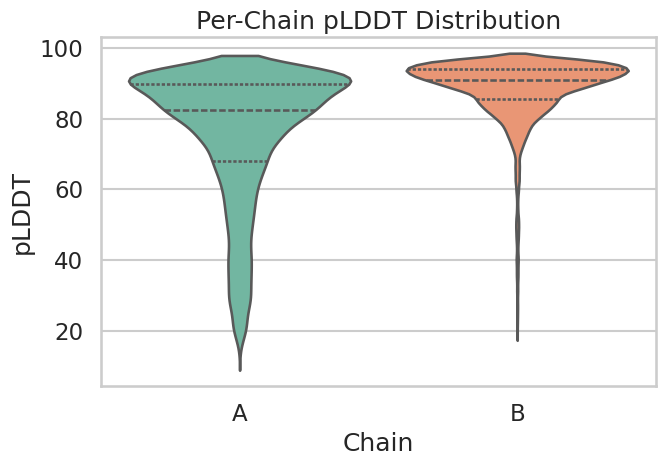 Per-Chain pLDDT Distribution
100
80
60
40
20
pLDDT
A
B
Chain